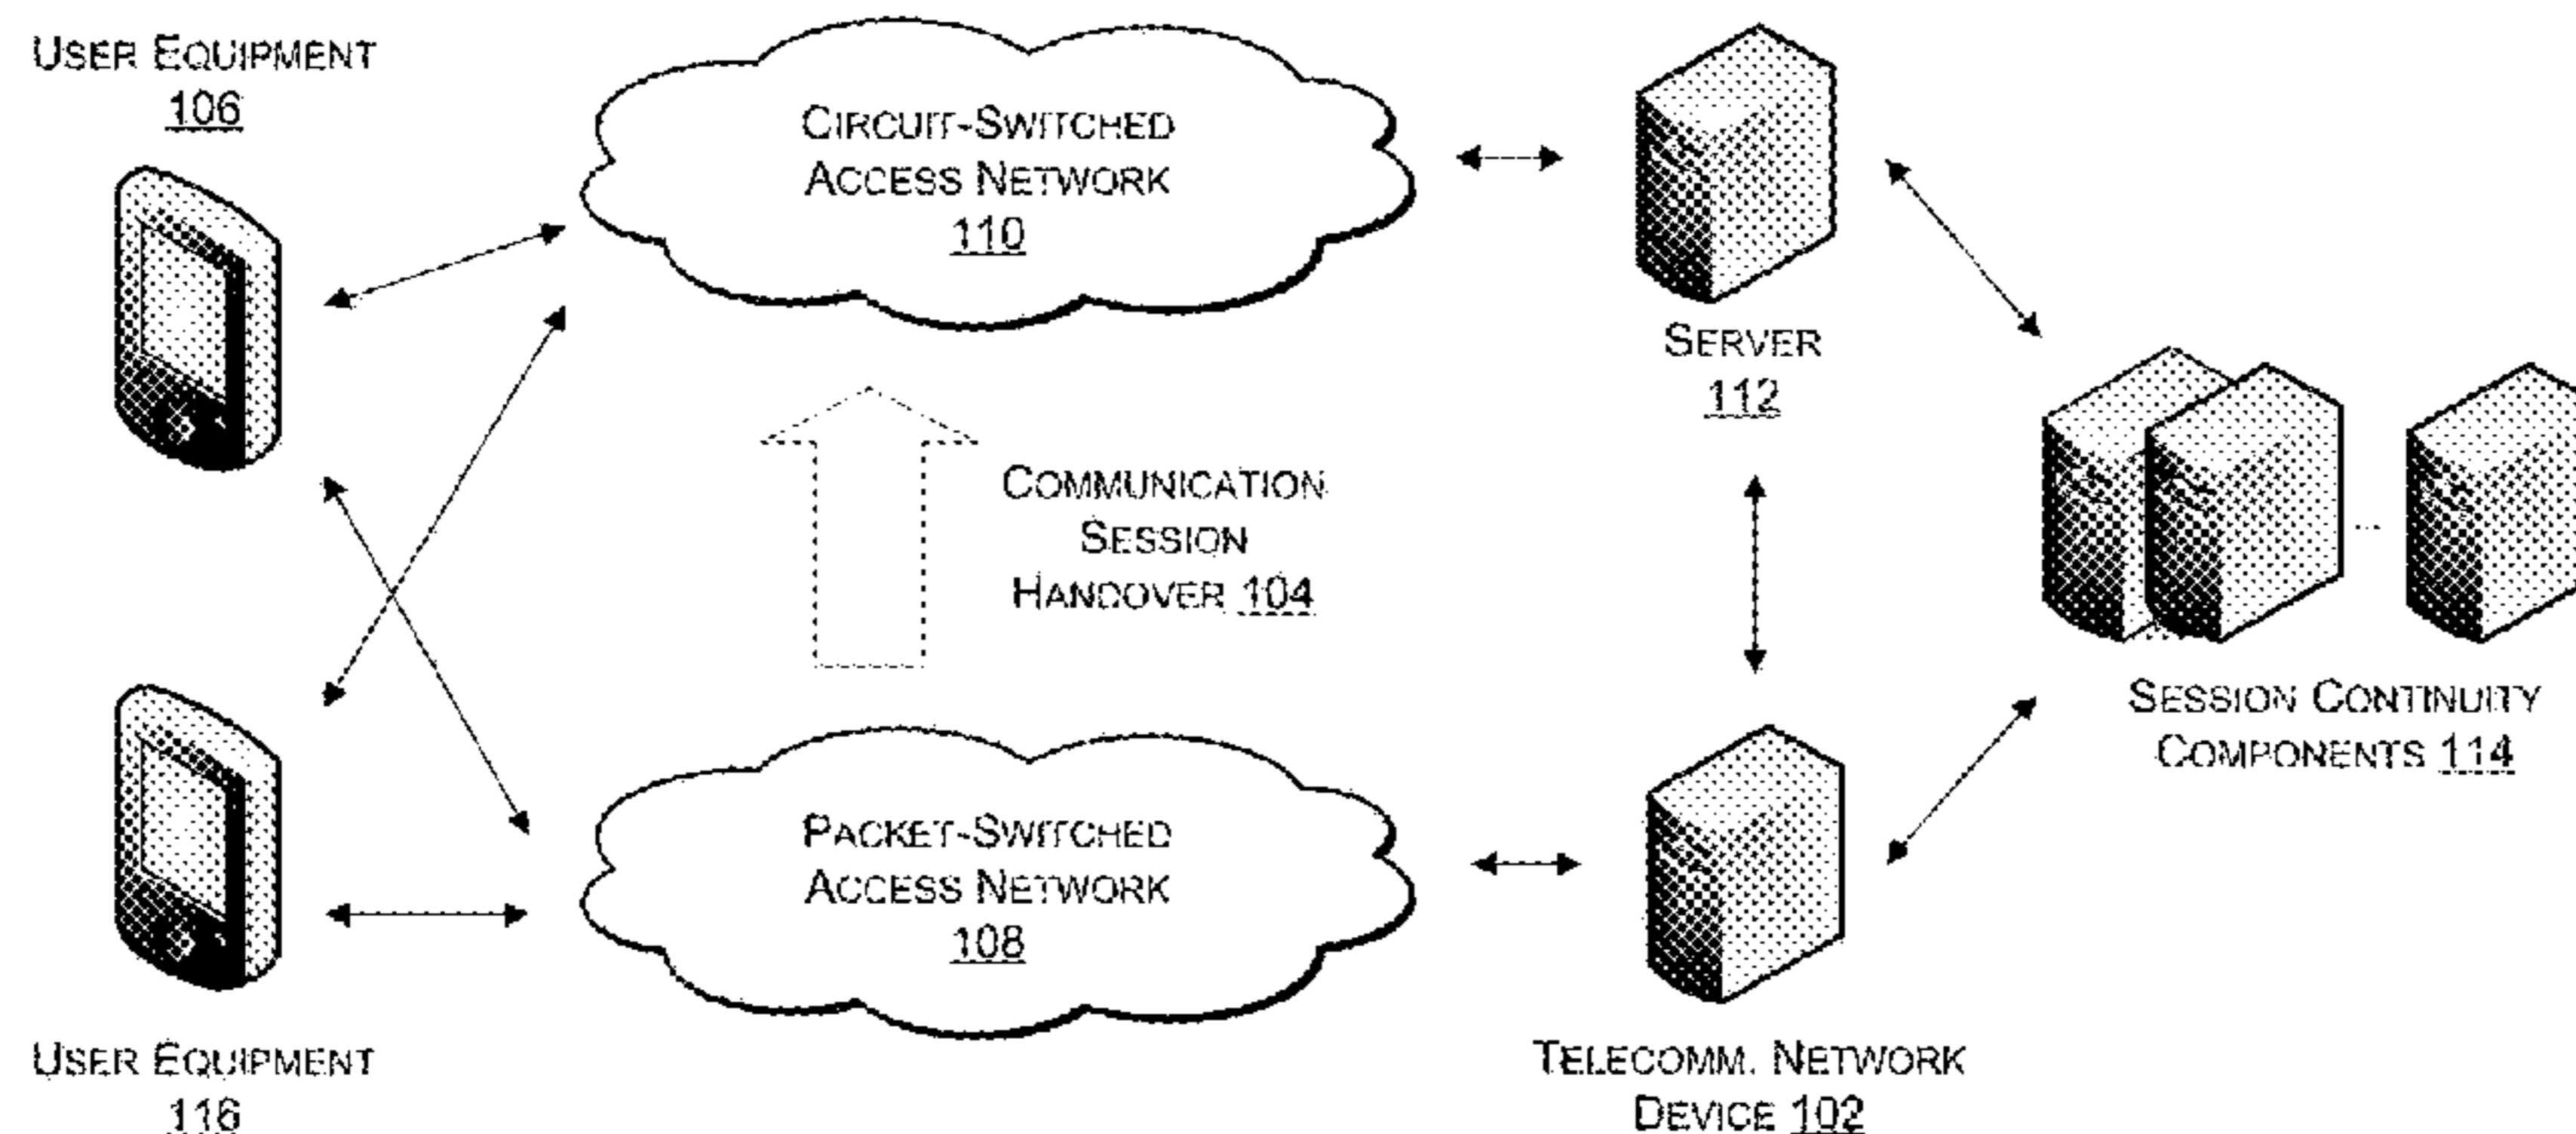 USER EQUIPMENT
106
CIRCUIT-SWITCHED
ACCESS NETWORK
110
SERVER
112
COMMUNICATION
SESSION
HANDOVER 104
SESSION CONTINUITY
COMPONENTS 114
PACKET-SWITCHED
ACCESS NETWORK
108
USER EQUIPMENT
116
TELECOMM. NETWORK
DEVICE 102